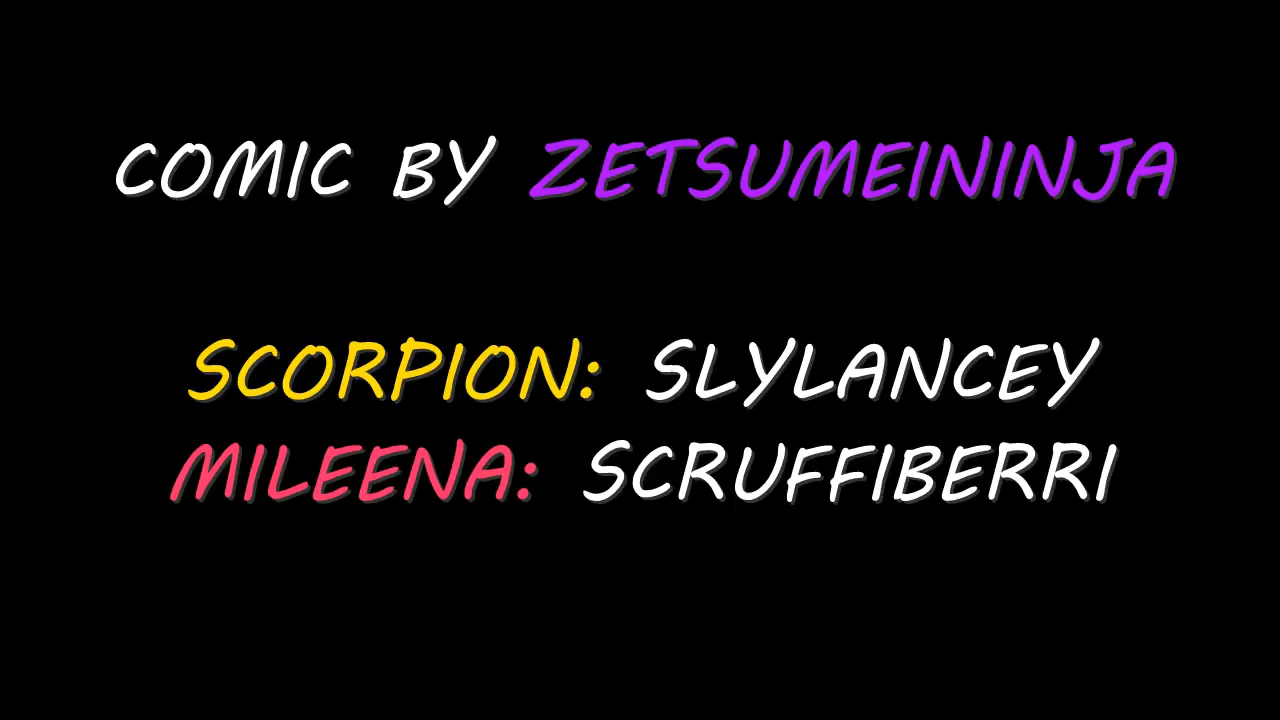 COMIC BY ZETSUMEININJA
SCORPION: SLYLANCEY
MILEENA: SCRUFFIBERRI